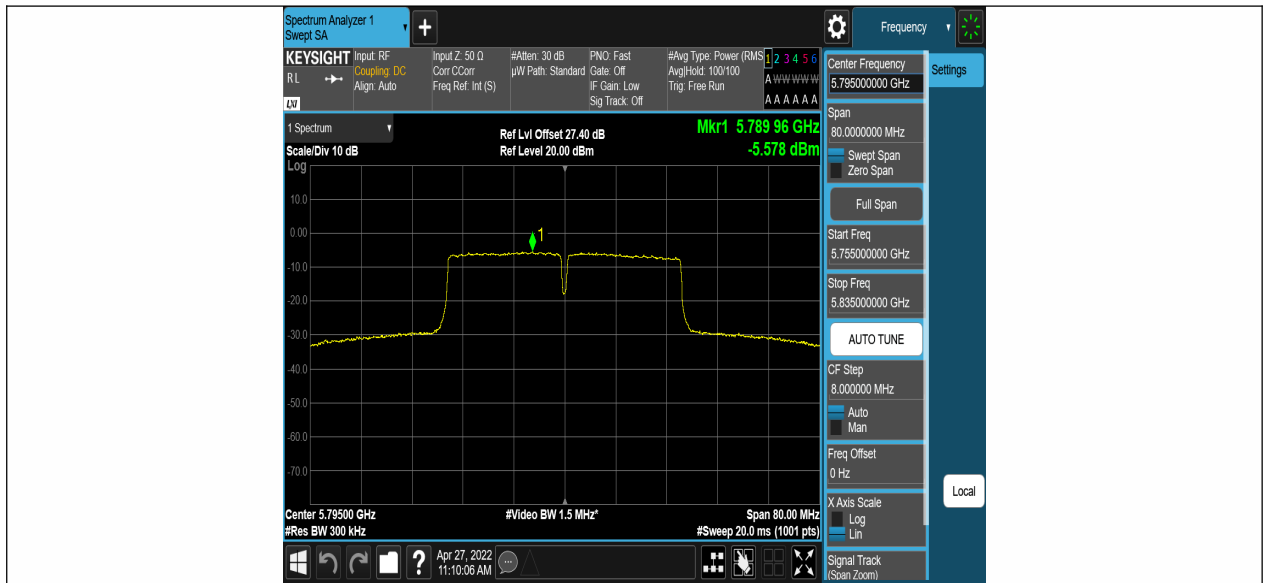 Spectrum Analyzer 1
Swept SA
+
Frequency
KEYSIGHT
RL
LXI
Input: RF
Coupling: DC
Align: Auto
Input Z: 50 Ω
Corr CCorr
Freq Ref: Int (S)
#Atten: 30 dB
µW Path: Standard
PNO: Fast
Gate: Off
IF Gain: Low
Sig Track: Off
#Avg Type: Power (RMS
Avg|Hold: 100/100
Trig: Free Run
1 2 3 4 5 6
A W W W W W
A A A A A A
1 Spectrum
Scale/Div 10 dB
Ref Lvl Offset 27.40 dB
Ref Level 20.00 dBm
Mkr1 5.789 96 GHz
-5.578 dBm
Log
10.0
0.00
-10.0
-20.0
-30.0
-40.0
-50.0
-60.0
-70.0
1
Center 5.79500 GHz
#Res BW 300 kHz
#Video BW 1.5 MHz*
Span 80.00 MHz
#Sweep 20.0 ms (1001 pts)
Center Frequency
5.795000000 GHz
Settings
Span
80.0000000 MHz
Swept Span
Zero Span
Full Span
Start Freq
5.755000000 GHz
Stop Freq
5.835000000 GHz
AUTO TUNE
CF Step
8.000000 MHz
Auto
Man
Freq Offset
0 Hz
X Axis Scale
Log
Lin
Local
Signal Track
(Span Zoom)
?
Apr 27, 2022
11:10:06 AM